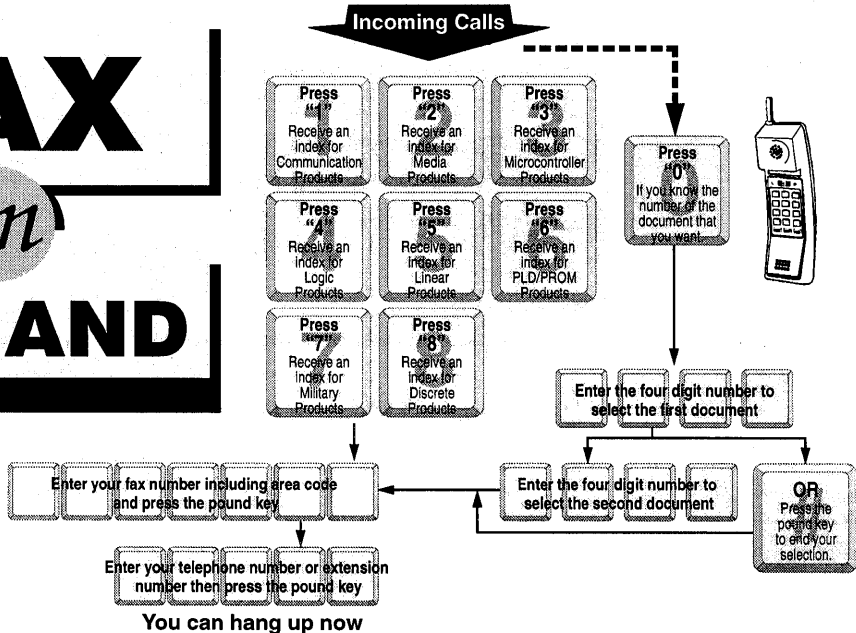 AX
n
AND
Incoming Calls
Press
"1"
Receive an
index for
Communication
Products
Press
"2"
Receive an
index for
Media
Products
Press
"3"
Receive an
index for
Microcontroller
Products
Press
"0"
If you know the
number of the
document that
you want.
Press
"4"
Receive an
index for
Logic
Products
Press
"5"
Receive an
index for
Linear
Products
Press
"6"
Receive an
index for
PLD/PROM
Products
Press
"7"
Receive an
index for
Military
Products
Press
"8"
Receive an
index for
Discrete
Products
Enter the four digit number to
select the first document
Enter your fax number including area code
and press the pound key
Enter the four digit number to
select the second document
OR
Press the
pound key
to end your
selection.
Enter your telephone number or extension
number then press the pound key
You can hang up now